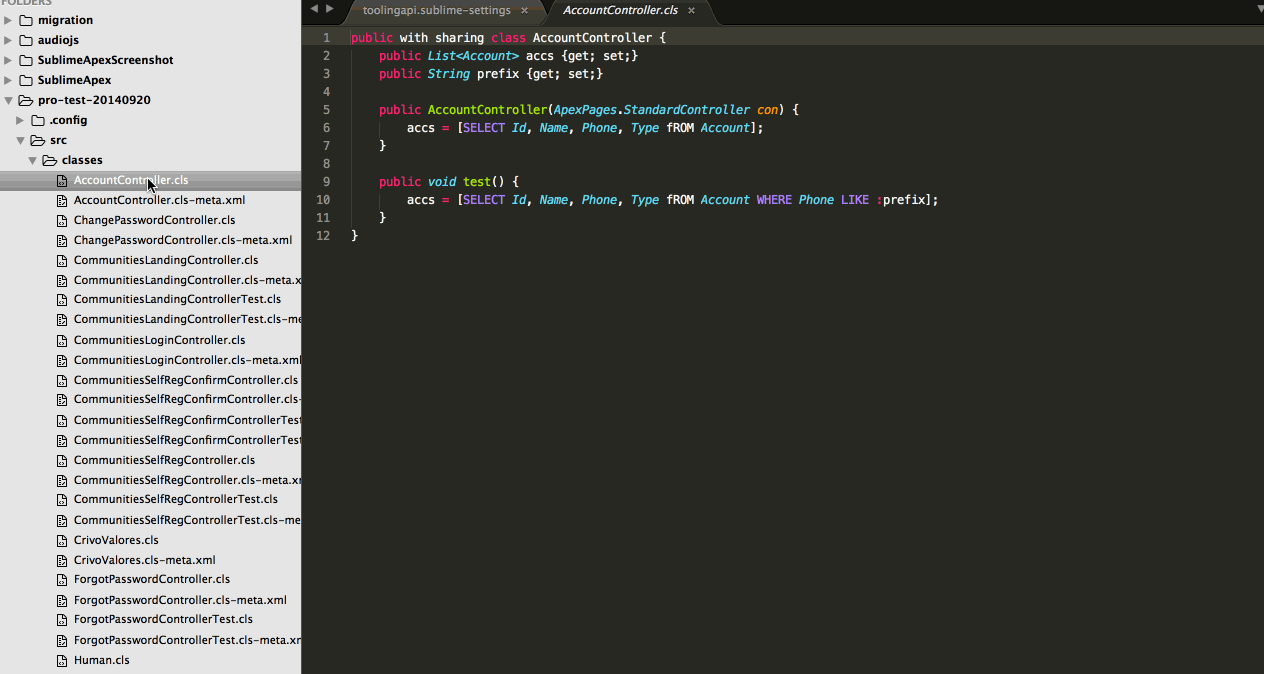 FOLDERS
migration
audiojs
SublimeApexScreenshot
SublimeApex
pro-test-20140920
.config
src
classes
AccountController.cls
AccountController.cls-meta.xml
ChangePasswordController.cls
ChangePasswordController.cls-meta.xml
CommunitiesLandingController.cls
CommunitiesLandingController.cls-meta.x
CommunitiesLandingControllerTest.cls
CommunitiesLandingControllerTest.cls-me
CommunitiesLoginController.cls
CommunitiesLoginController.cls-meta.xml
CommunitiesSelfRegConfirmController.cls
CommunitiesSelfRegConfirmController.cls-
CommunitiesSelfRegConfirmControllerTest
CommunitiesSelfRegConfirmControllerTest
CommunitiesSelfRegController.cls
CommunitiesSelfRegController.cls-meta.xr
CommunitiesSelfRegControllerTest.cls
CommunitiesSelfRegControllerTest.cls-me
CrivoValores.cls
CrivoValores.cls-meta.xml
ForgotPasswordController.cls
ForgotPasswordController.cls-meta.xml
ForgotPasswordControllerTest.cls
ForgotPasswordControllerTest.cls-meta.xr
Human.cls
toolingapi.sublime-settings × AccountController.cls ×
1 public with sharing class AccountController {
2 public List<Account> accs {get; set;}
3 public String prefix {get; set;}
4
5 public AccountController(ApexPages.StandardController con) {
6 accs = [SELECT Id, Name, Phone, Type fROM Account];
7 }
8
9 public void test() {
10 accs = [SELECT Id, Name, Phone, Type fROM Account WHERE Phone LIKE :prefix];
11 }
12 }